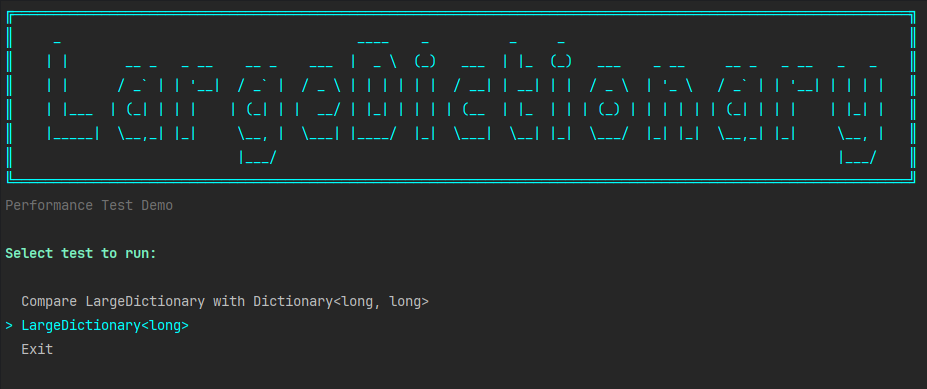 LargeDictionary
Performance Test Demo
Select test to run:
Compare LargeDictionary with Dictionary<long, long>
> LargeDictionary<long>
Exit